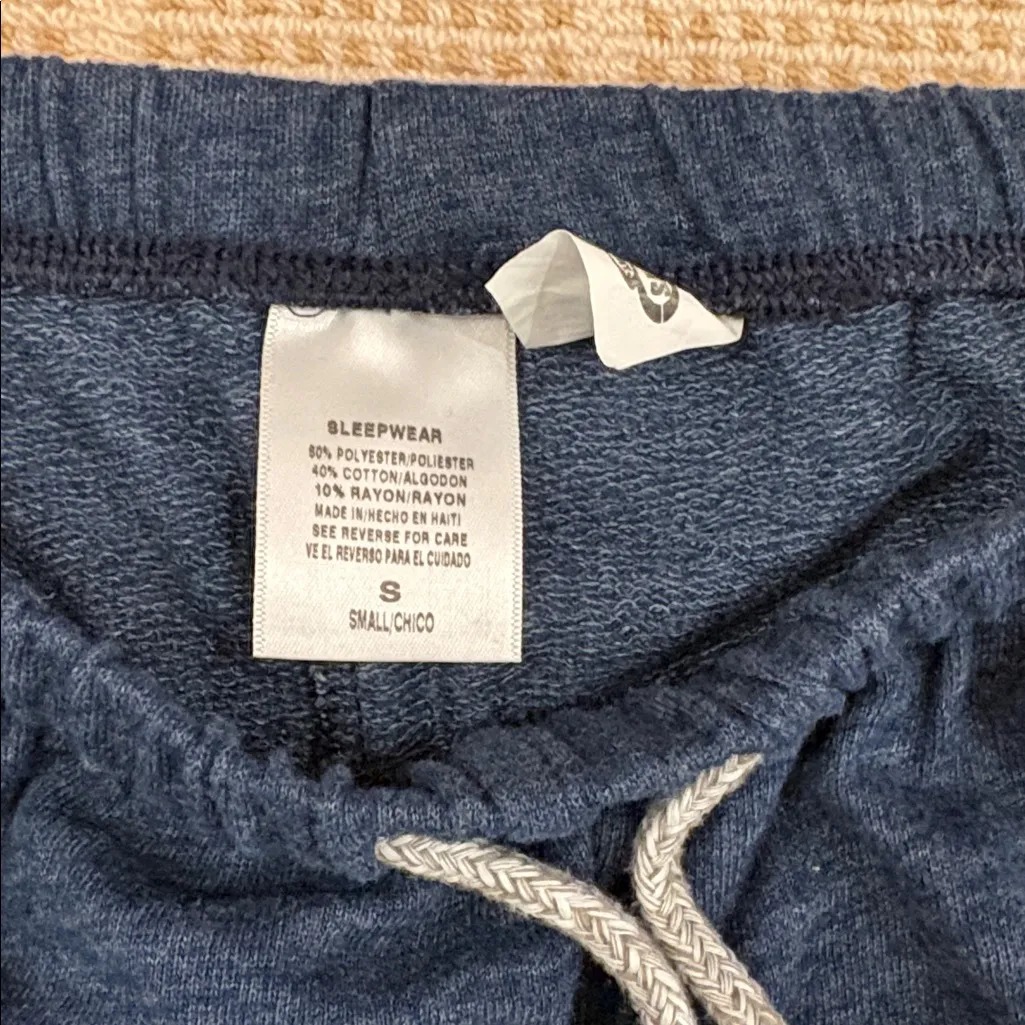 SLEEPWEAR
60% POLYESTER/POLIESTER
40% COTTON/ALGODON
10% RAYON/RAYON
MADE IN/HECHO EN HAITI
SEE REVERSE FOR CARE
VE EL REVERSO PARA EL CUIDADO
S
SMALL/CHICO